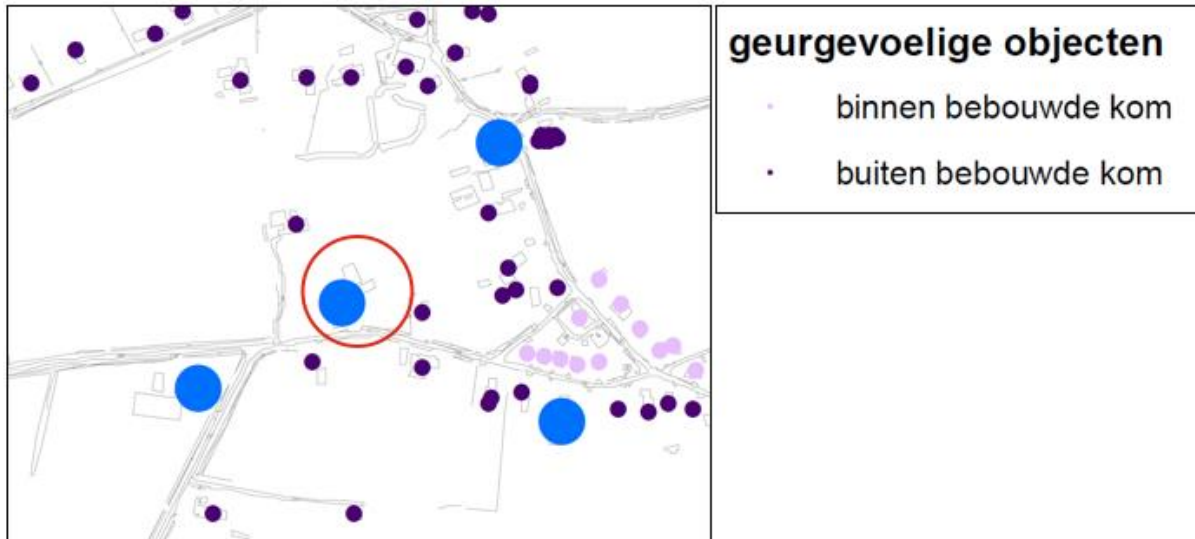 geurgevoelige objecten
binnen bebouwde kom
buiten bebouwde kom